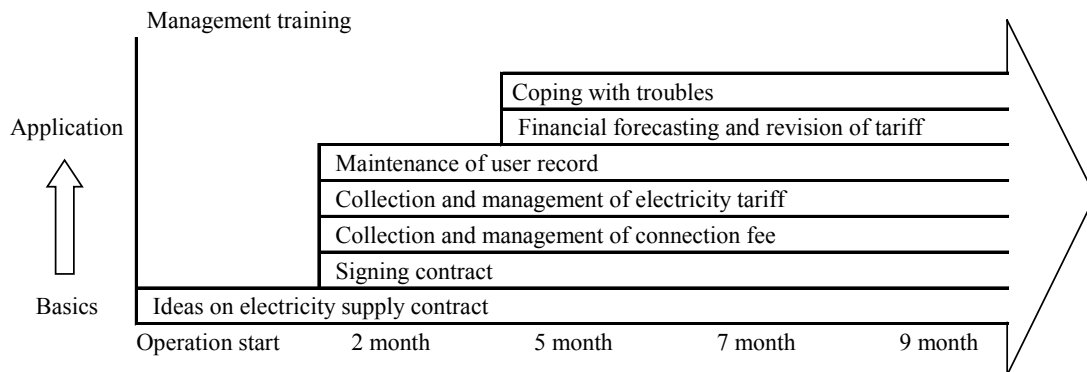 Management training
Coping with troubles
Application
Financial forecasting and revision of tariff
Maintenance of user record
Collection and management of electricity tariff
Collection and management of connection fee
Signing contract
Basics
Ideas on electricity supply contract
Operation start
2 month
5 month
7 month
9 month